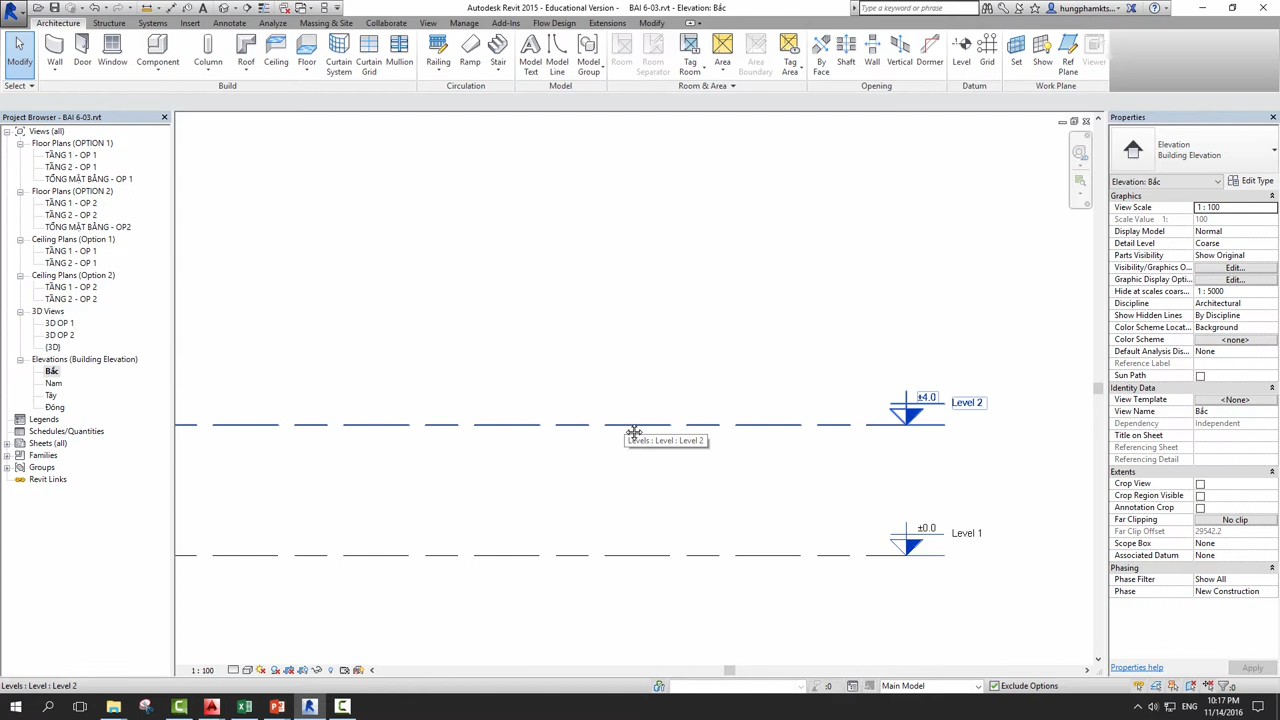 Autodesk Revit 2015 - Educational Version - BAI 6-03.rvt - Elevation: Bắc
Type a keyword or phrase
hungphamkts...
Architecture Structure Systems Insert Annotate Analyze Massing & Site Collaborate View Manage Add-Ins Flow Design Extensions Modify
Modify Wall Door Window Component Column Roof Ceiling Floor Curtain System Curtain Grid Mullion Railing Ramp Stair Model Text Model Line Model Group Room Room Separator Tag Room Area Area Boundary Tag Area By Face Shaft Wall Vertical Dormer Level Grid Set Show Ref Plane Viewer
Select Build Circulation Model Room & Area Opening Datum Work Plane
Project Browser - BAI 6-03.rvt
Views (all)
Floor Plans (OPTION 1)
TẦNG 1 - OP 1
TẦNG 2 - OP 1
TỔNG MẶT BẰNG - OP 1
Floor Plans (OPTION 2)
TẦNG 1 - OP 2
TẦNG 2 - OP 2
TỔNG MẶT BẰNG - OP2
Ceiling Plans (Option 1)
TẦNG 1 - OP 1
TẦNG 2 - OP 1
Ceiling Plans (Option 2)
TẦNG 1 - OP 2
TẦNG 2 - OP 2
3D Views
3D OP 1
3D OP 2
{3D}
Elevations (Building Elevation)
Bắc
Nam
Tây
Đông
Legends
Schedules/Quantities
Sheets (all)
Families
Groups
Revit Links
±4.0
Level 2
Levels : Level : Level 2
±0.0
Level 1
Properties
Elevation
Building Elevation
Elevation: Bắc
Edit Type
Graphics
View Scale 1 : 100
Scale Value 1: 100
Display Model Normal
Detail Level Coarse
Parts Visibility Show Original
Visibility/Graphics O... Edit...
Graphic Display Opti... Edit...
Hide at scales coars... 1 : 5000
Discipline Architectural
Show Hidden Lines By Discipline
Color Scheme Locat... Background
Color Scheme <none>
Default Analysis Dis... None
Reference Label
Sun Path
Identity Data
View Template <None>
View Name Bắc
Dependency Independent
Title on Sheet
Referencing Sheet
Referencing Detail
Extents
Crop View
Crop Region Visible
Annotation Crop
Far Clipping No clip
Far Clip Offset 29542.2
Scope Box None
Associated Datum None
Phasing
Phase Filter Show All
Phase New Construction
Properties help
Apply
1 : 100
Levels : Level : Level 2
:0
Main Model
Exclude Options
:0
ENG
10:17 PM
11/14/2016